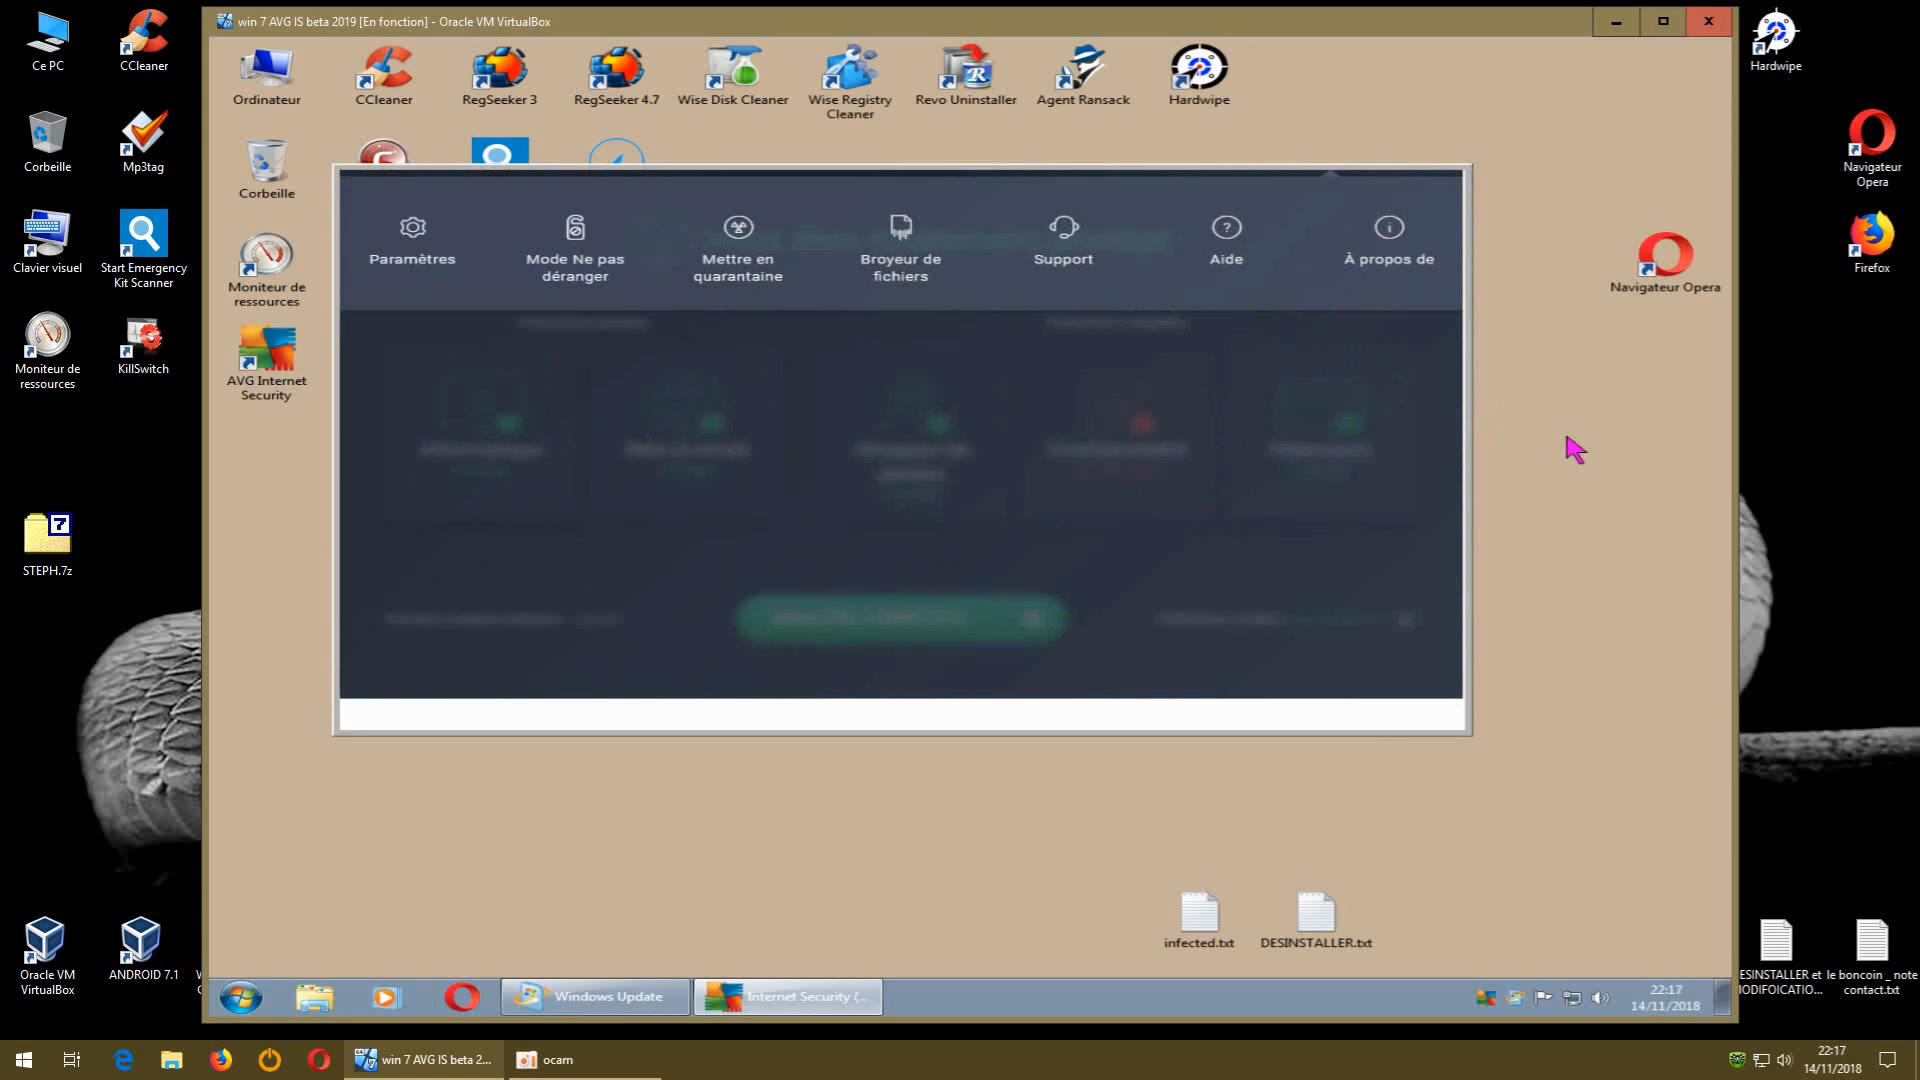 win 7 AVG IS beta 2019 [En fonction] - Oracle VM VirtualBox
Ce PC
CCleaner
Corbeille
Mp3tag
Clavier visuel
Start Emergency
Kit Scanner
Moniteur de
ressources
KillSwitch
STEPH.7z
Oracle VM
VirtualBox
ANDROID 7.1
Ordinateur
CCleaner
RegSeeker 3
RegSeeker 4.7
Wise Disk Cleaner
Wise Registry
Cleaner
Revo Uninstaller
Agent Ransack
Hardwipe
Corbeille
Moniteur de
ressources
AVG Internet
Security
Paramètres
Mode Ne pas
déranger
Mettre en
quarantaine
Broyeur de
fichiers
Support
Aide
À propos de
Navigateur Opera
infected.txt
DESINSTALLER.txt
Windows Update
Internet Security (...
22:17
14/11/2018
Hardwipe
Navigateur
Opera
Firefox
ESINSTALLER et
IODIFOICATIO...
le boncoin _ note
contact.txt
win 7 AVG IS beta 2...
ocam
22:17
14/11/2018